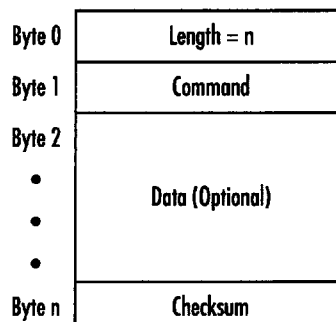 Byte 0 Length = n
Byte 1 Command
Byte 2
Data (Optional)
Byte n Checksum